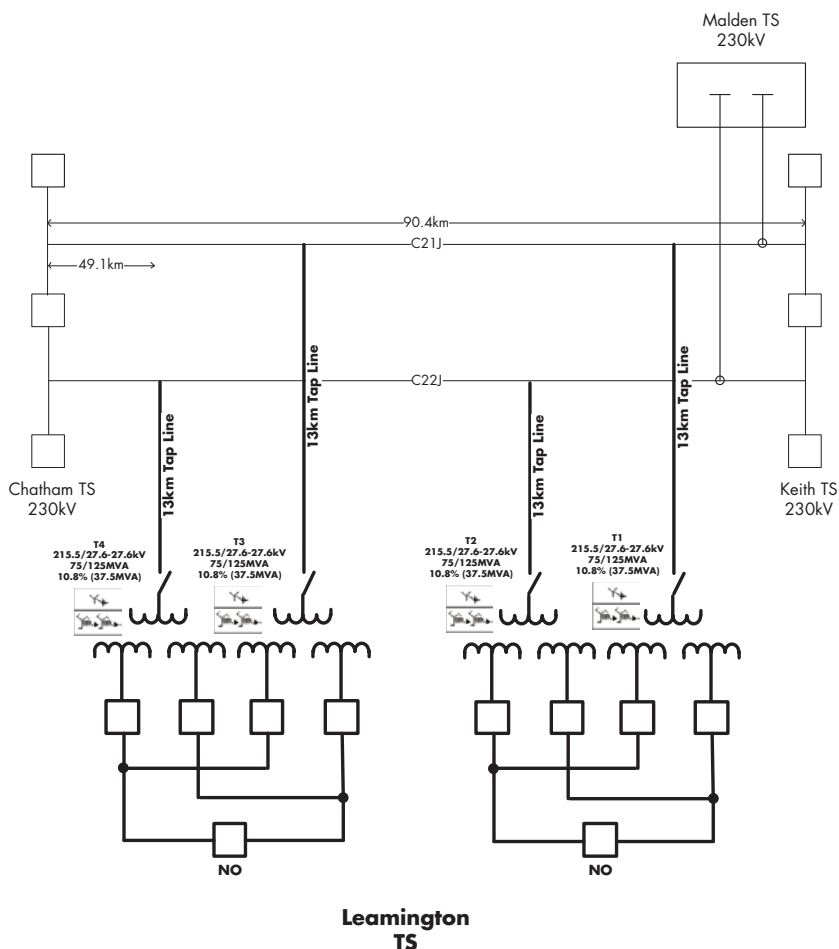 Malden TS
230kV
90.4km
C21J
49.1km
13km Tap Line
13km Tap Line
C22J
13km Tap Line
13km Tap Line
Chatham TS
230kV
Keith TS
230kV
T4
215.5/27.6-27.6kV
75/125MVA
10.8% (37.5MVA)
T3
215.5/27.6-27.6kV
75/125MVA
10.8% (37.5MVA)
T2
215.5/27.6-27.6kV
75/125MVA
10.8% (37.5MVA)
T1
215.5/27.6-27.6kV
75/125MVA
10.8% (37.5MVA)
NO
NO
Leamington
TS